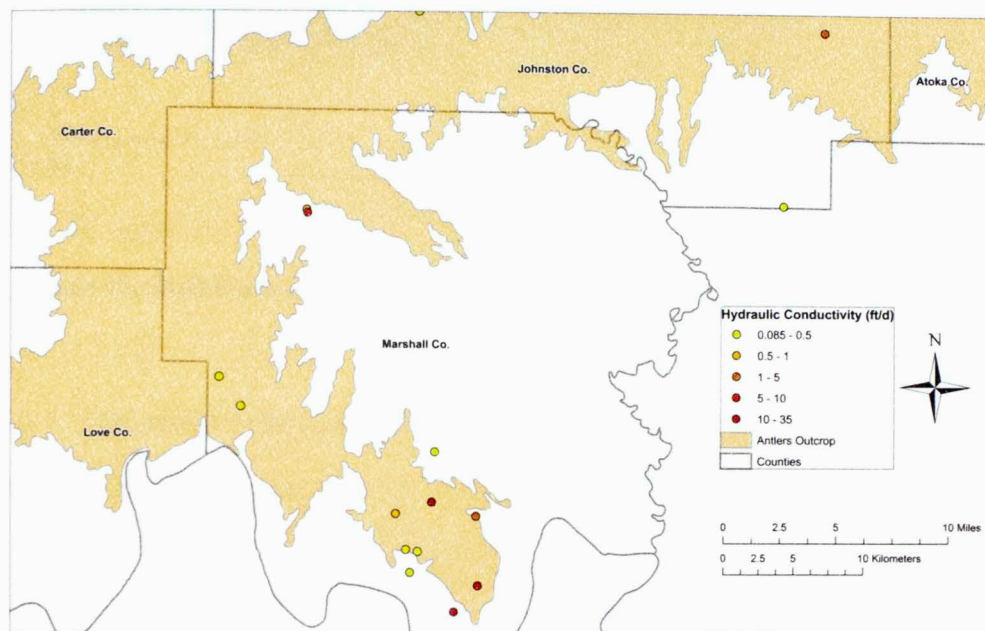 Johnston Co.
Atoka Co.
Carter Co.
Marshall Co.
Love Co.
Hydraulic Conductivity (ft/d)
0.085 - 0.5
0.5 - 1
1 - 5
5 - 10
10 - 35
Antlers Outcrop
Counties
N
0 2.5 5 10 Miles
0 2.5 5 10 Kilometers